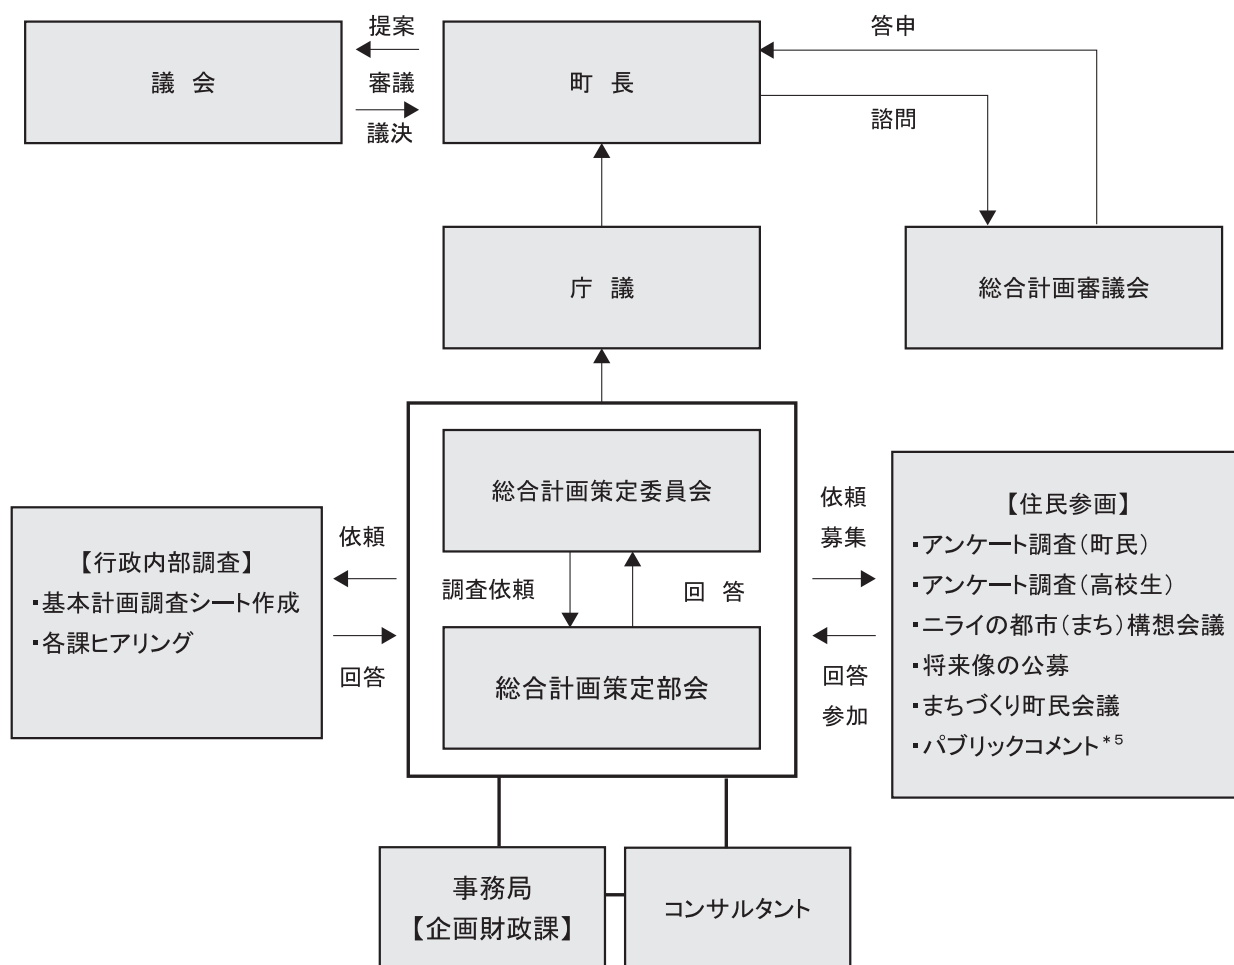 提案
答申
議 会
審議
町 長
議決
諮問
庁 議
総合計画審議会
総合計画策定委員会
調査依頼
回 答
総合計画策定部会
依頼
回答
【行政内部調査】
・基本計画調査シート作成
・各課ヒアリング
依頼
募集
回答
参加
【住民参画】
・アンケート調査（町民）
・アンケート調査（高校生）
・ニライの都市（まち）構想会議
・将来像の公募
・まちづくり町民会議
・パブリックコメント*5
事務局
【企画財政課】
コンサルタント